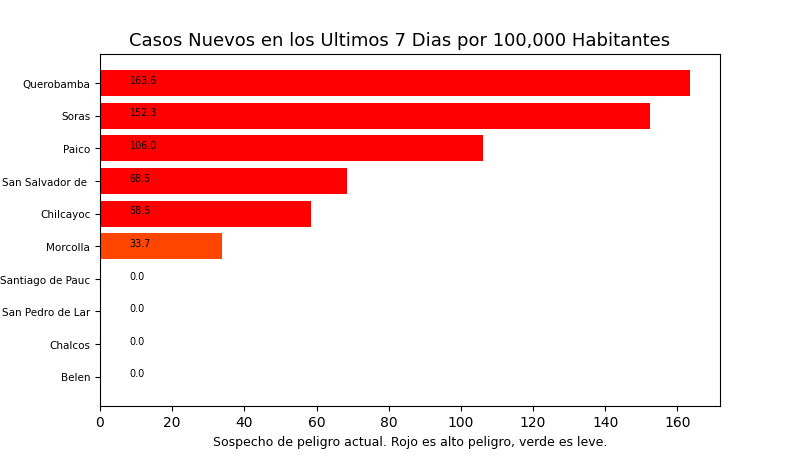 Casos Nuevos en los Ultimos 7 Dias por 100,000 Habitantes
Querobamba 163.6
Soras 152.3
Paico 106.0
San Salvador de 68.5
Chilcayoc 58.5
Morcolla 33.7
Santiago de Pauc 0.0
San Pedro de Lar 0.0
Chalcos 0.0
Belen 0.0
0 20 40 60 80 100 120 140 160
Sospecho de peligro actual. Rojo es alto peligro, verde es leve.